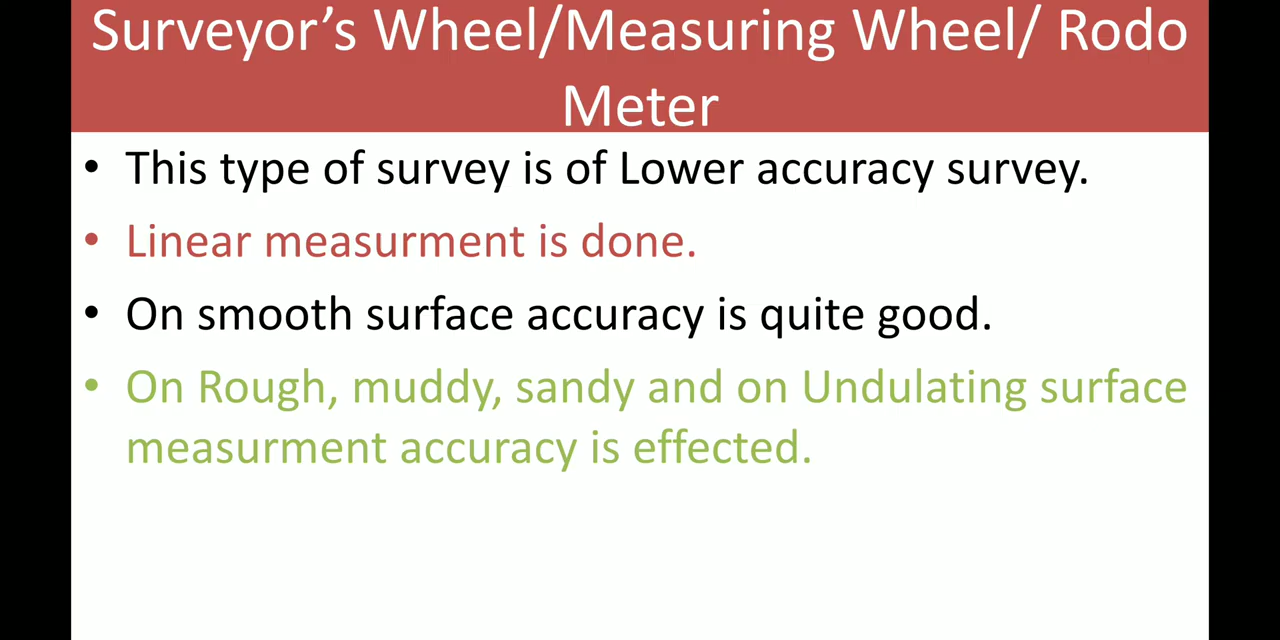 Surveyor’s Wheel/Measuring Wheel/ Rodo
Meter
• This type of survey is of Lower accuracy survey.
• Linear measurment is done.
• On smooth surface accuracy is quite good.
• On Rough, muddy, sandy and on Undulating surface
measurment accuracy is effected.